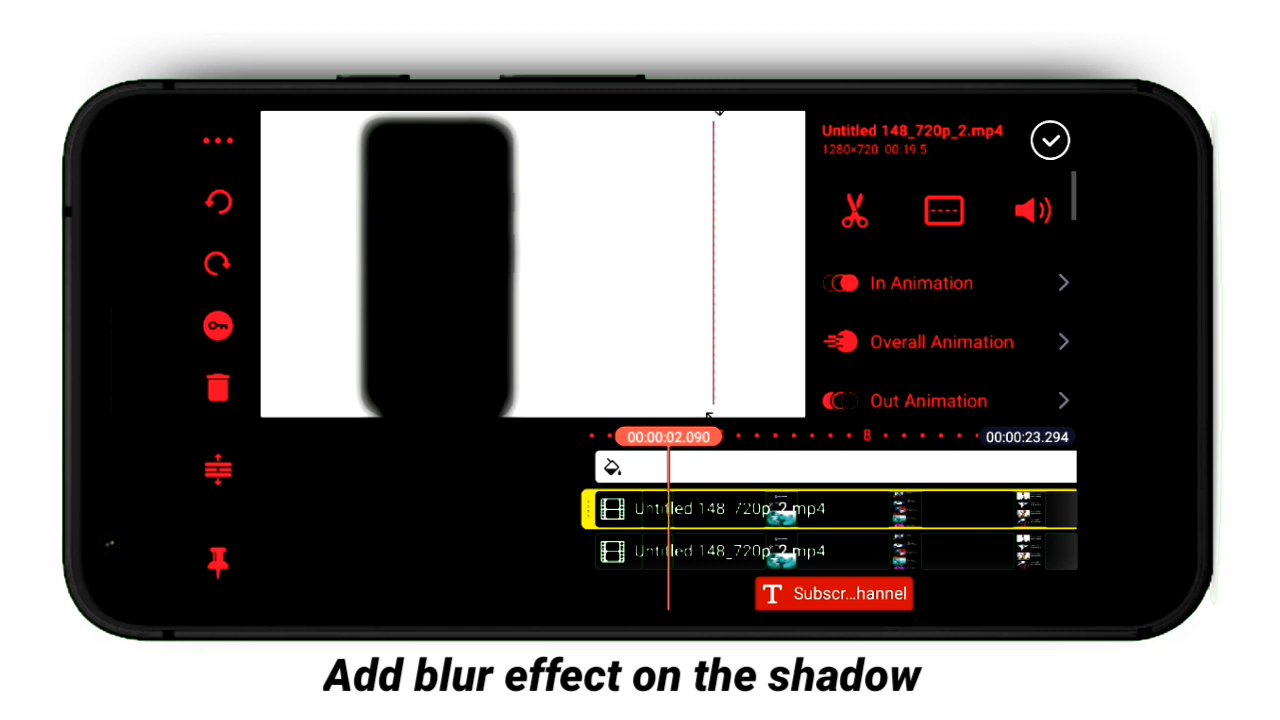 Untitled 148_720p_2.mp4
1280×720 00:19.5
In Animation
Overall Animation
Out Animation
00:00:02.090
00:00:23.294
Untitled 148_720p_2.mp4
Untitled 148_720p_2.mp4
T Subscr...hannel
Add blur effect on the shadow